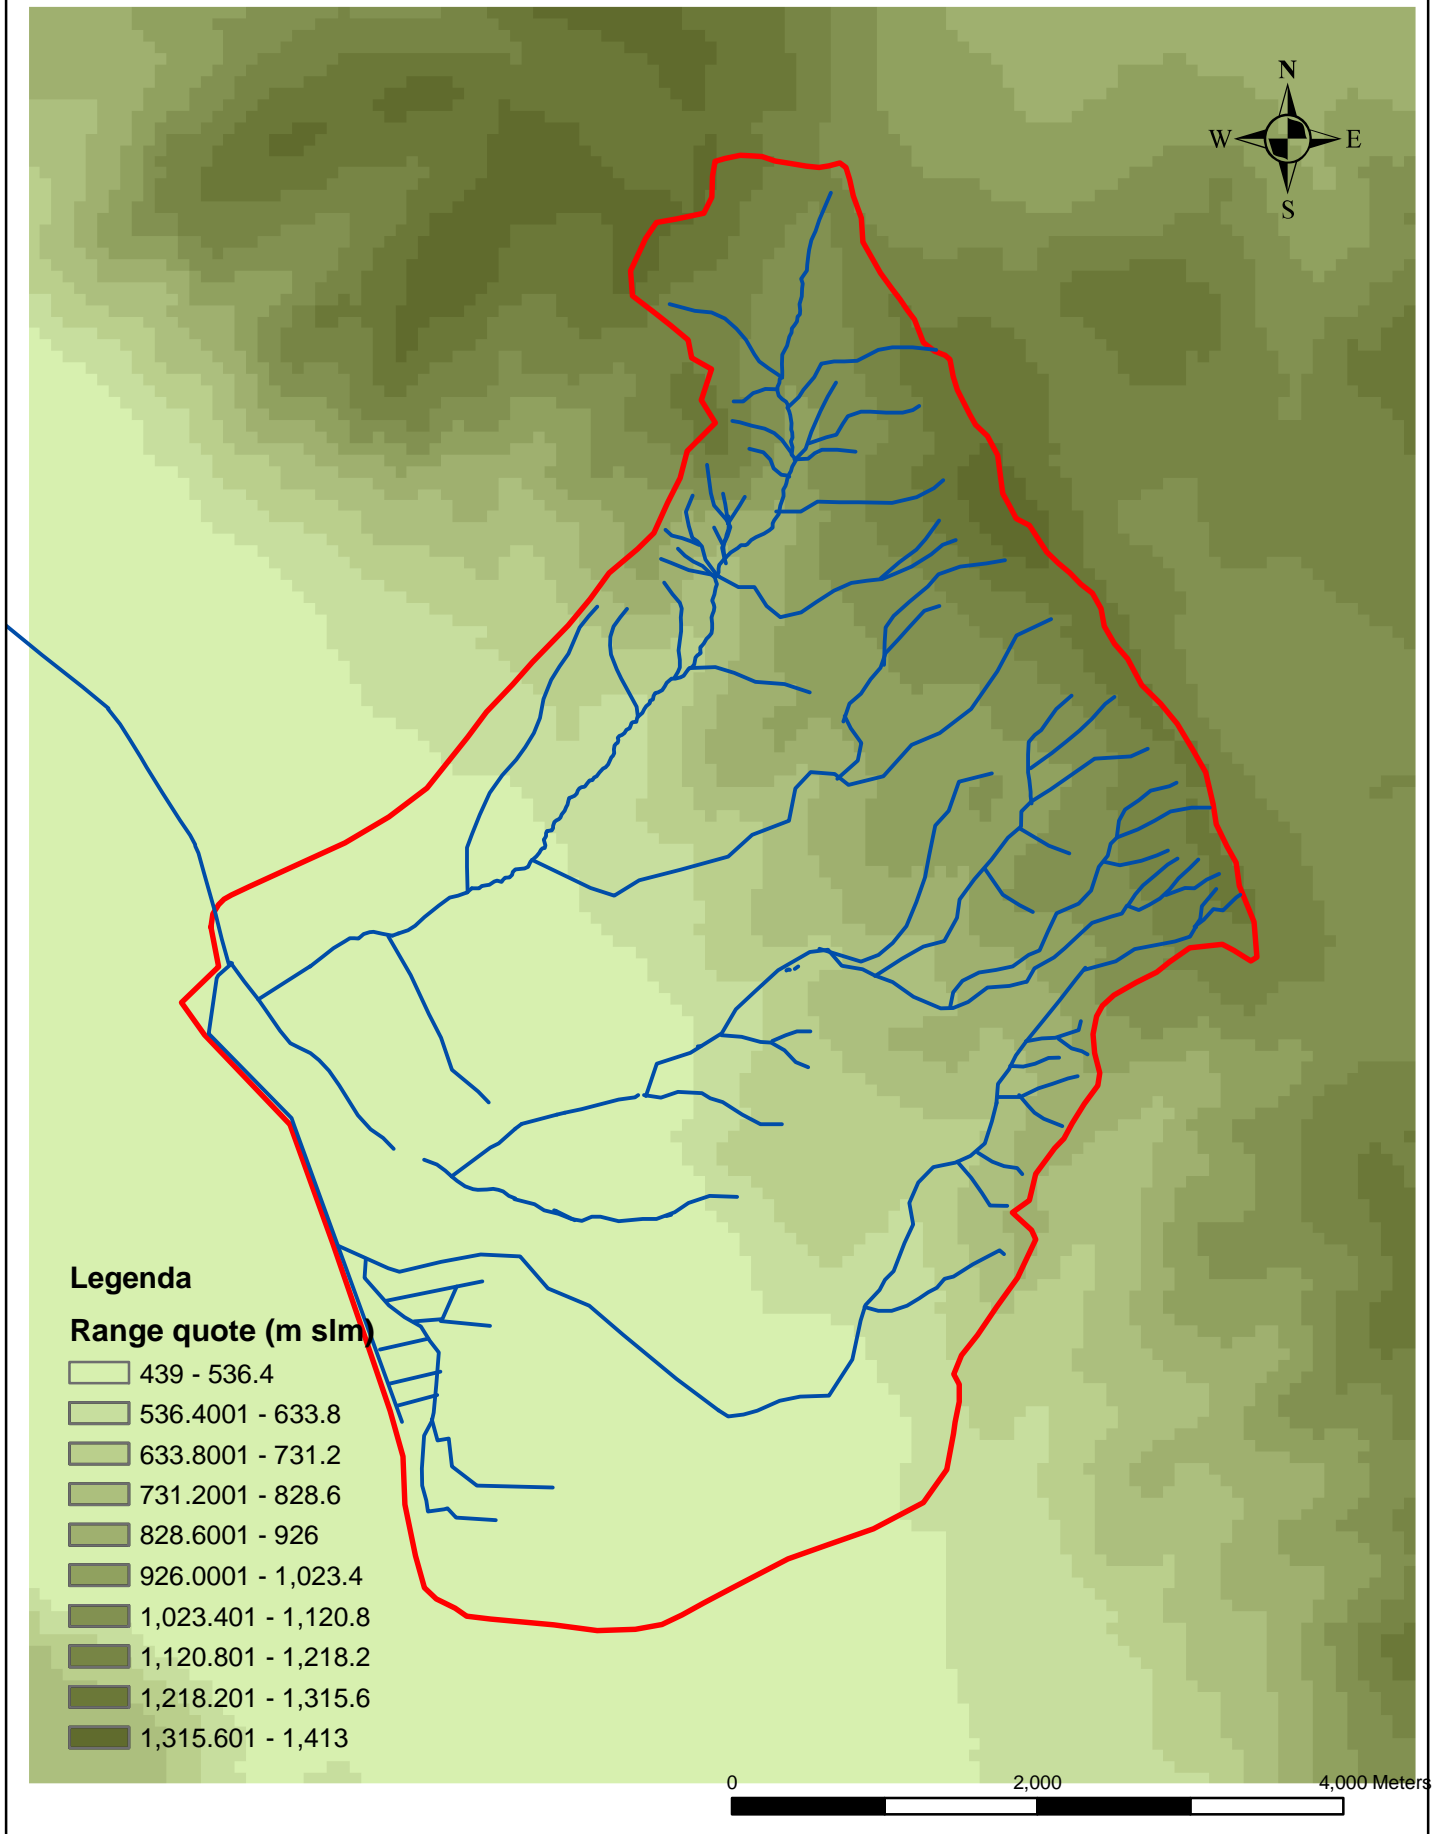 N
W E
S
Legenda
Range quote (m slm)
439 - 536.4
536.4001 - 633.8
633.8001 - 731.2
731.2001 - 828.6
828.6001 - 926
926.0001 - 1,023.4
1,023.401 - 1,120.8
1,120.801 - 1,218.2
1,218.201 - 1,315.6
1,315.601 - 1,413
0 2,000 4,000 Meters